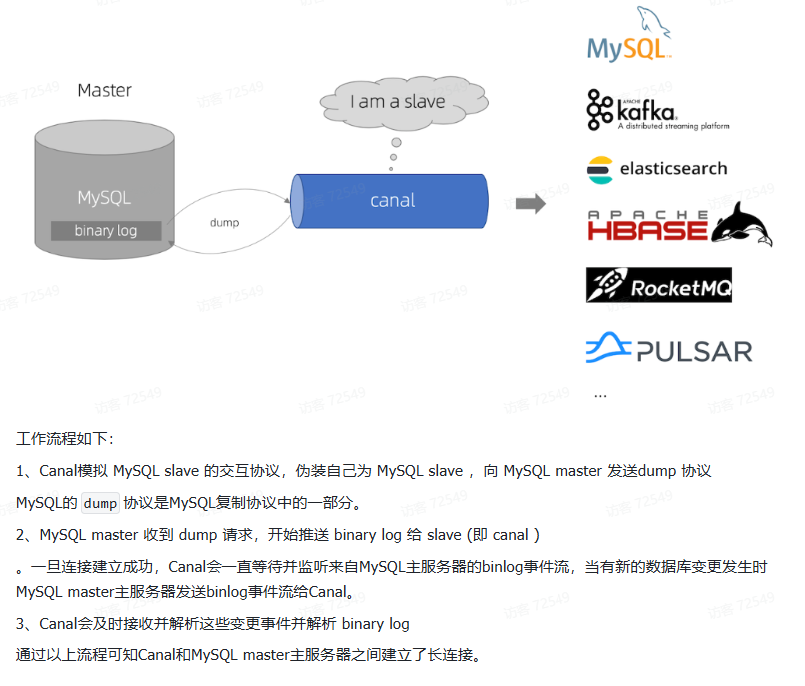 MySQL
Master
I am a slave
APACHE
kafka
A distributed streaming platform
elasticsearch
MySQL
binary log
dump
canal
APACHE
HBASE
RocketMQ
PULSAR
...
工作流程如下：
1、Canal模拟 MySQL slave 的交互协议，伪装自己为 MySQL slave ，向 MySQL master 发送dump 协议
MySQL的 dump 协议是MySQL复制协议中的一部分。
2、MySQL master 收到 dump 请求，开始推送 binary log 给 slave (即 canal )
。一旦连接建立成功，Canal会一直等待并监听来自MySQL主服务器的binlog事件流，当有新的数据库变更发生时
MySQL master主服务器发送binlog事件流给Canal。
3、Canal会及时接收并解析这些变更事件并解析 binary log
通过以上流程可知Canal和MySQL master主服务器之间建立了长连接。
访客 72549